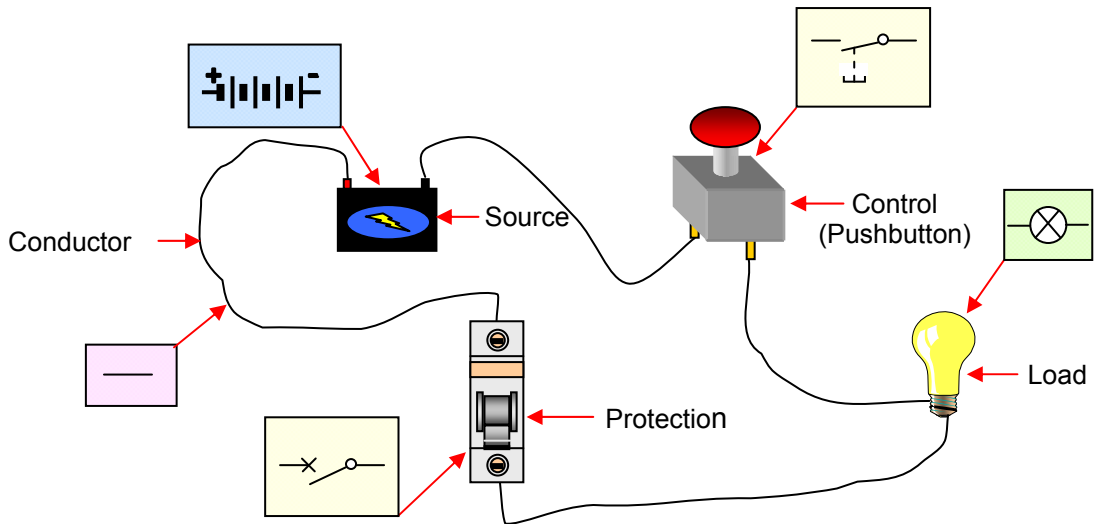 + -
Source
Control
(Pushbutton)
Conductor
Load
Protection